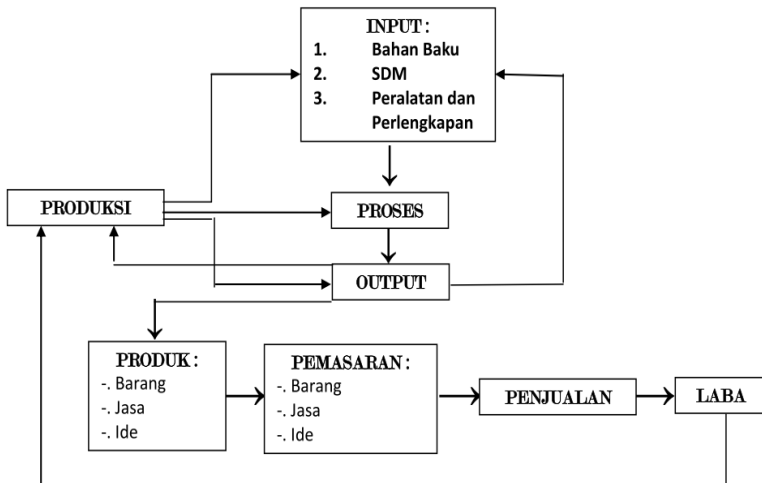 INPUT :
1. Bahan Baku
2. SDM
3. Peralatan dan
Perlengkapan
PRODUKSI
PROSES
OUTPUT
PRODUK :
-. Barang
-. Jasa
-. Ide
PEMASARAN :
-. Barang
-. Jasa
-. Ide
PENJUALAN
LABA